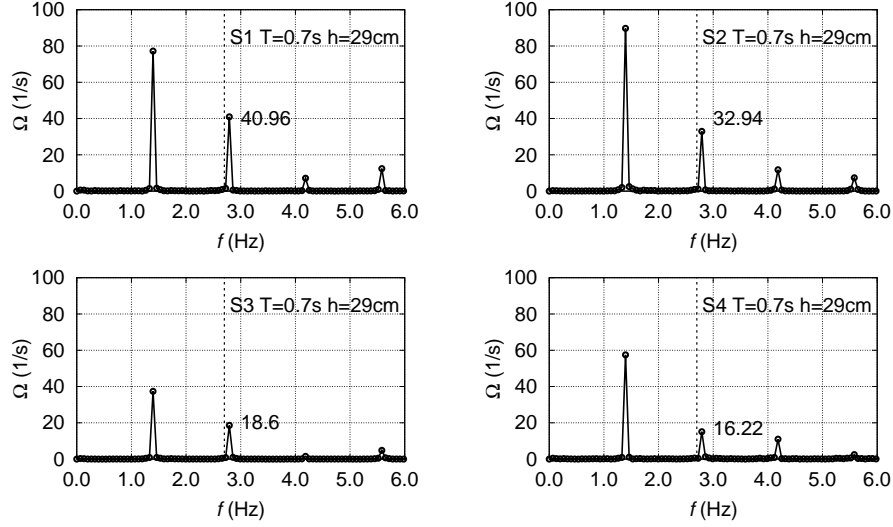 100
80
60
40
20
0
Ω (1/s)
S1 T=0.7s h=29cm
40.96
0.0 1.0 2.0 3.0 4.0 5.0 6.0
f (Hz)
100
80
60
40
20
0
Ω (1/s)
S2 T=0.7s h=29cm
32.94
0.0 1.0 2.0 3.0 4.0 5.0 6.0
f (Hz)
100
80
60
40
20
0
Ω (1/s)
S3 T=0.7s h=29cm
18.6
0.0 1.0 2.0 3.0 4.0 5.0 6.0
f (Hz)
100
80
60
40
20
0
Ω (1/s)
S4 T=0.7s h=29cm
16.22
0.0 1.0 2.0 3.0 4.0 5.0 6.0
f (Hz)